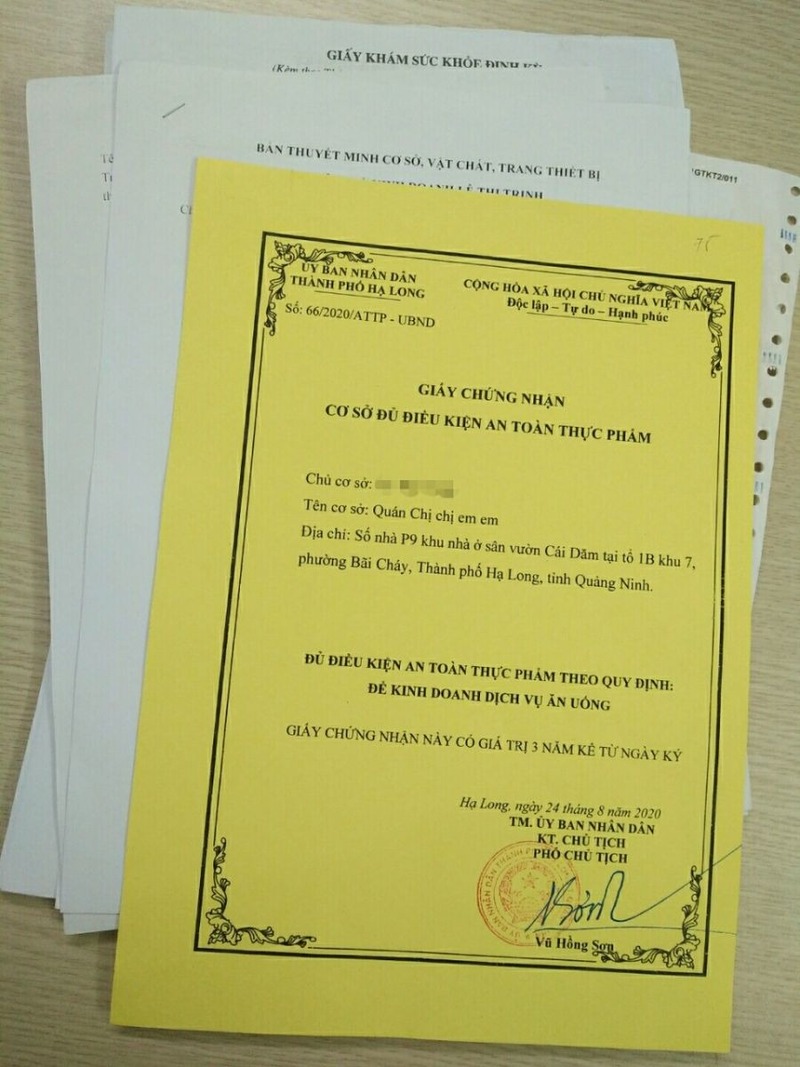 GIẤY KHÁM SỨC KHỎE ĐỊNH KỲ
BẢN THUYẾT MINH CƠ SỞ, VẬT CHẤT, TRANG THIẾT BỊ
DOANH LÊ THỊ TRINH
GTKT2/011
75
ỦY BAN NHÂN DÂN
THÀNH PHỐ HẠ LONG
Số: 66/2020/ATTP - UBND
CỘNG HÒA XÃ HỘI CHỦ NGHĨA VIỆT NAM
Độc lập – Tự do – Hạnh phúc
GIẤY CHỨNG NHẬN
CƠ SỞ ĐỦ ĐIỀU KIỆN AN TOÀN THỰC PHẨM
Chủ cơ sở:
Tên cơ sở: Quán Chị chị em em
Địa chỉ: Số nhà P9 khu nhà ở sân vườn Cái Dăm tại tổ 1B khu 7,
phường Bãi Cháy, Thành phố Hạ Long, tỉnh Quảng Ninh.
ĐỦ ĐIỀU KIỆN AN TOÀN THỰC PHẨM THEO QUY ĐỊNH:
ĐỂ KINH DOANH DỊCH VỤ ĂN UỐNG
GIẤY CHỨNG NHẬN NÀY CÓ GIÁ TRỊ 3 NĂM KỂ TỪ NGÀY KÝ
Hạ Long, ngày 24 tháng 8 năm 2020
TM. ỦY BAN NHÂN DÂN
KT. CHỦ TỊCH
PHÓ CHỦ TỊCH
Vũ Hồng Sơn